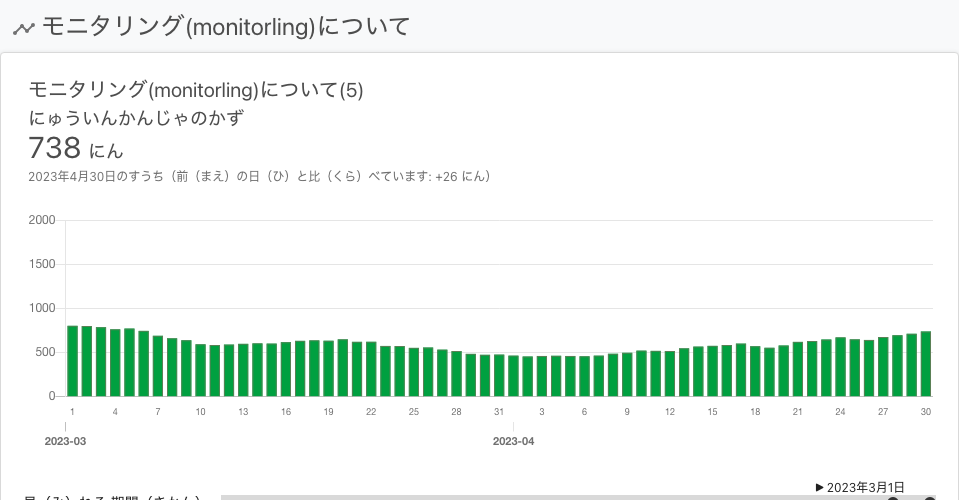 モニタリング(monitorling)について
モニタリング(monitorling)について(5)
にゅういんかんじゃのかず
738 にん
2023年4月30日のすうち（前（まえ）の日（ひ）と比（くら）べています: +26 にん）
2000
1500
1000
500
0
1 4 7 10 13 16 19 22 25 28 31 3 6 9 12 15 18 21 24 27 30
2023-03 2023-04
▶ 2023年3月1日